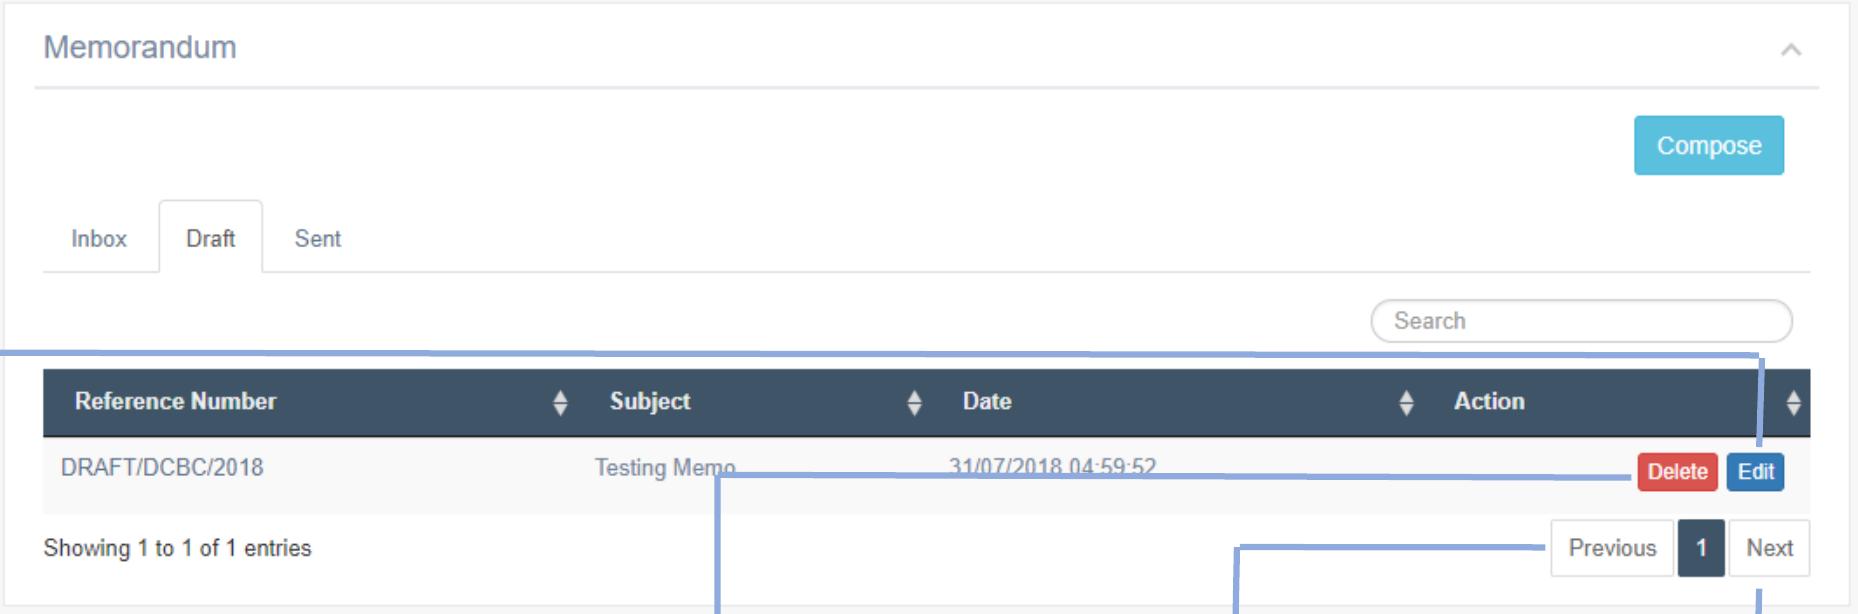 Memorandum
Compose
Inbox Draft Sent
Search
Reference Number Subject Date Action
DRAFT/DCBC/2018 Testing Memo 31/07/2018 04:59:52 Delete Edit
Showing 1 to 1 of 1 entries Previous 1 Next